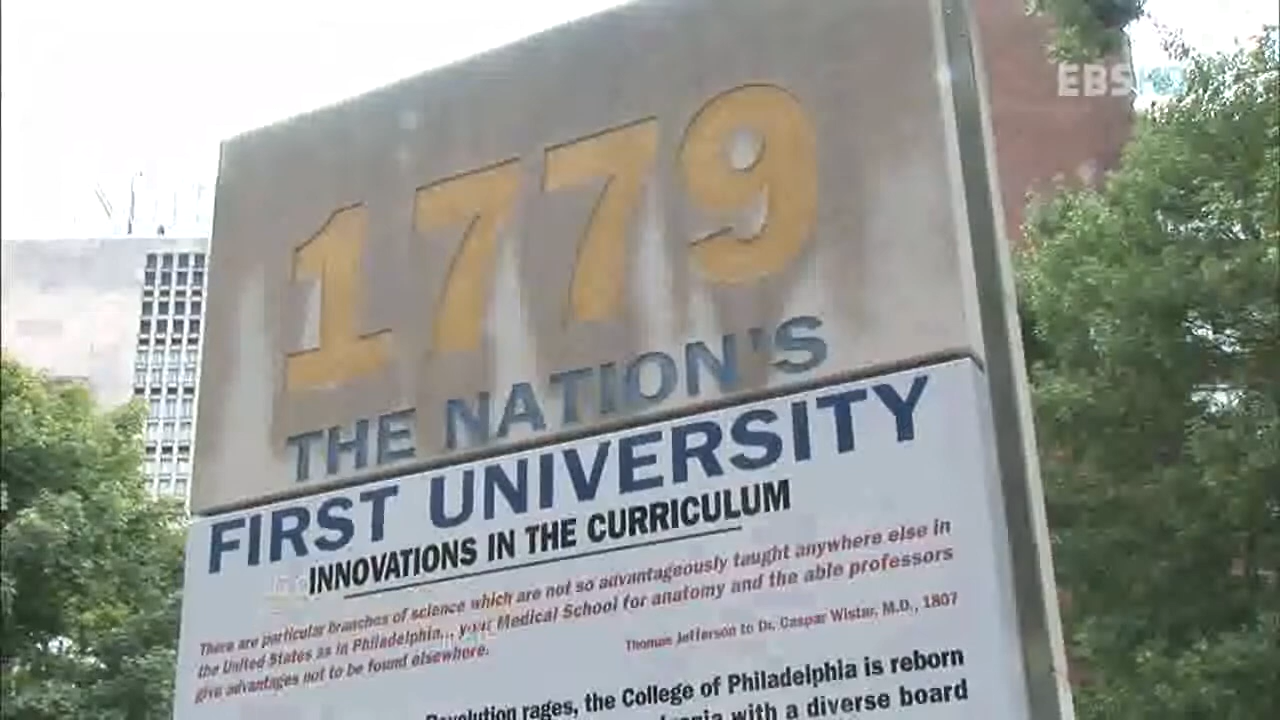 EBS
1779
THE NATION'S
FIRST UNIVERSITY
INNOVATIONS IN THE CURRICULUM
There are particular branches of science which are not so advantageously taught anywhere else in
the United States as in Philadelphia... your Medical School for anatomy and the able professors
give advantages not to be found elsewhere.
Thomas Jefferson to Dr. Caspar Wistar, M.D., 1807
rages, the College of Philadelphia is reborn
with a diverse board